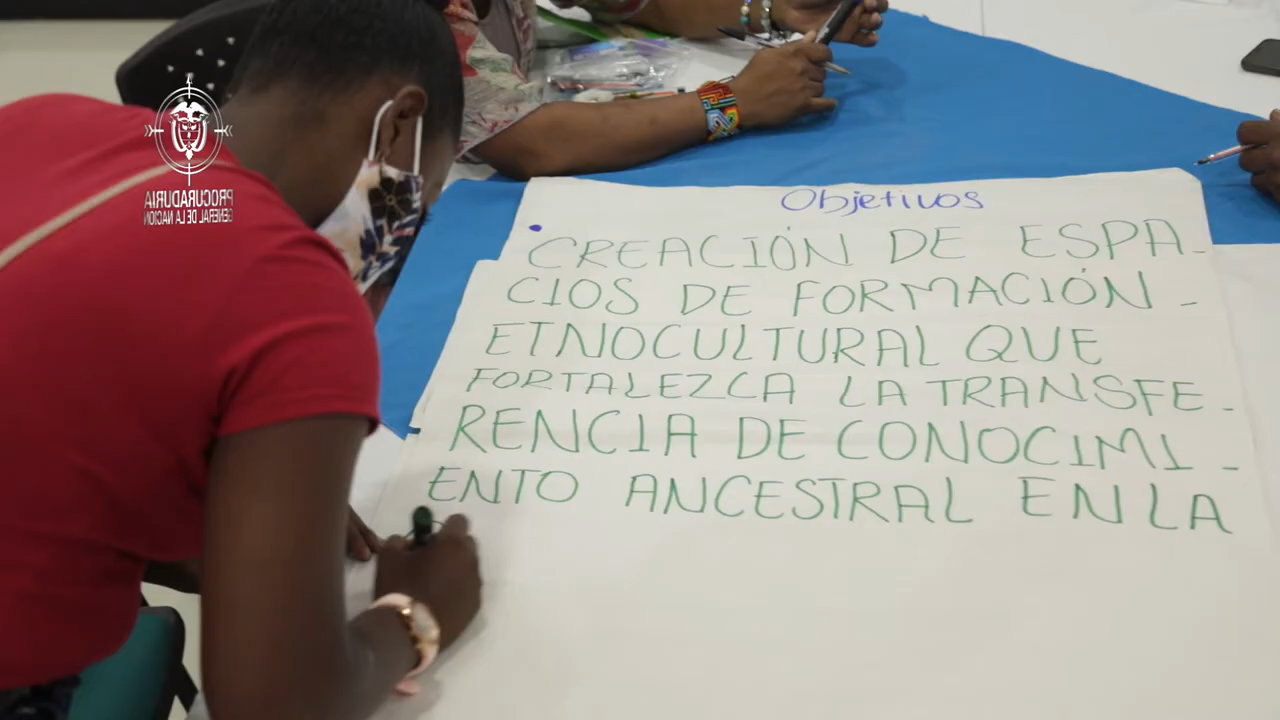 PROCURADURIA
GENERAL DE LA NACION
Objetivos
• CREACIÓN DE ESPA-
CIOS DE FORMACIÓN -
ETNOCULTURAL QUE
FORTALEZCA LA TRANSFE-
RENCIA DE CONOCIMI-
ENTO ANCESTRAL EN LA